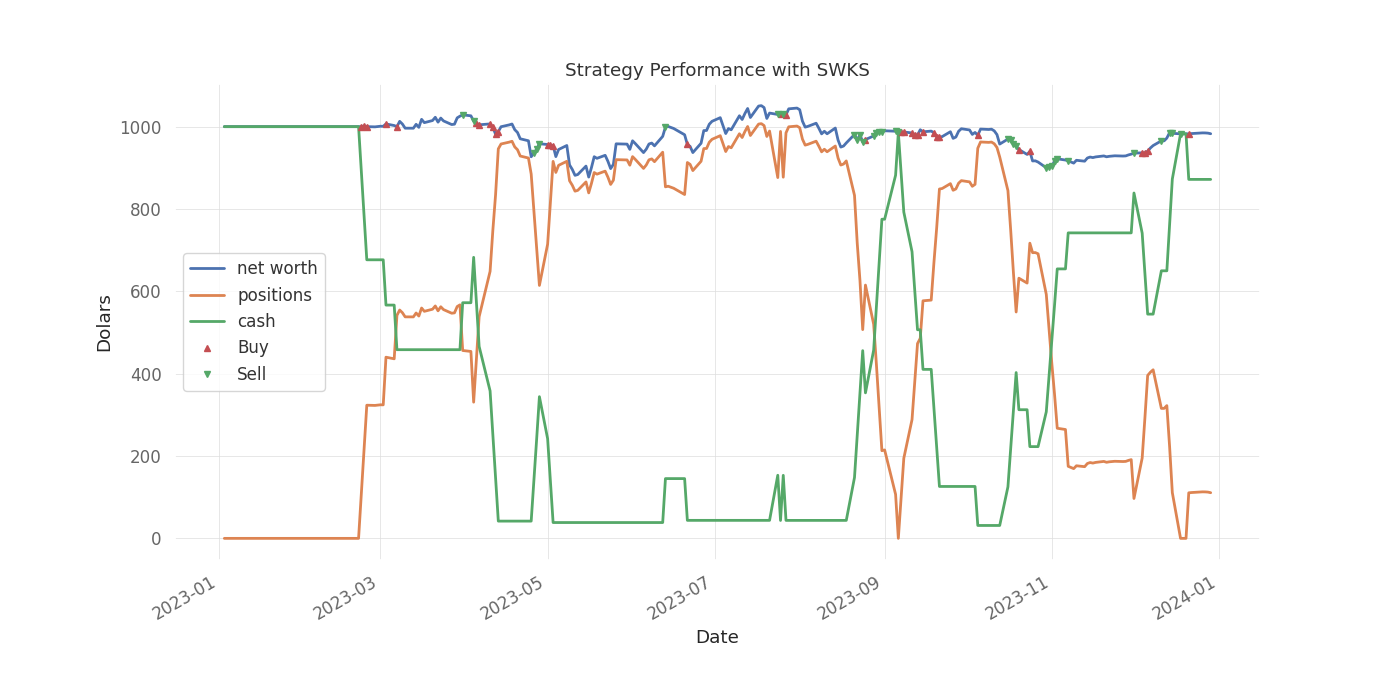 Strategy Performance with SWKS
1000
800
600
400
200
0
Dolars
net worth
positions
cash
Buy
Sell
2023-01
2023-03
2023-05
2023-07
2023-09
2023-11
2024-01
Date